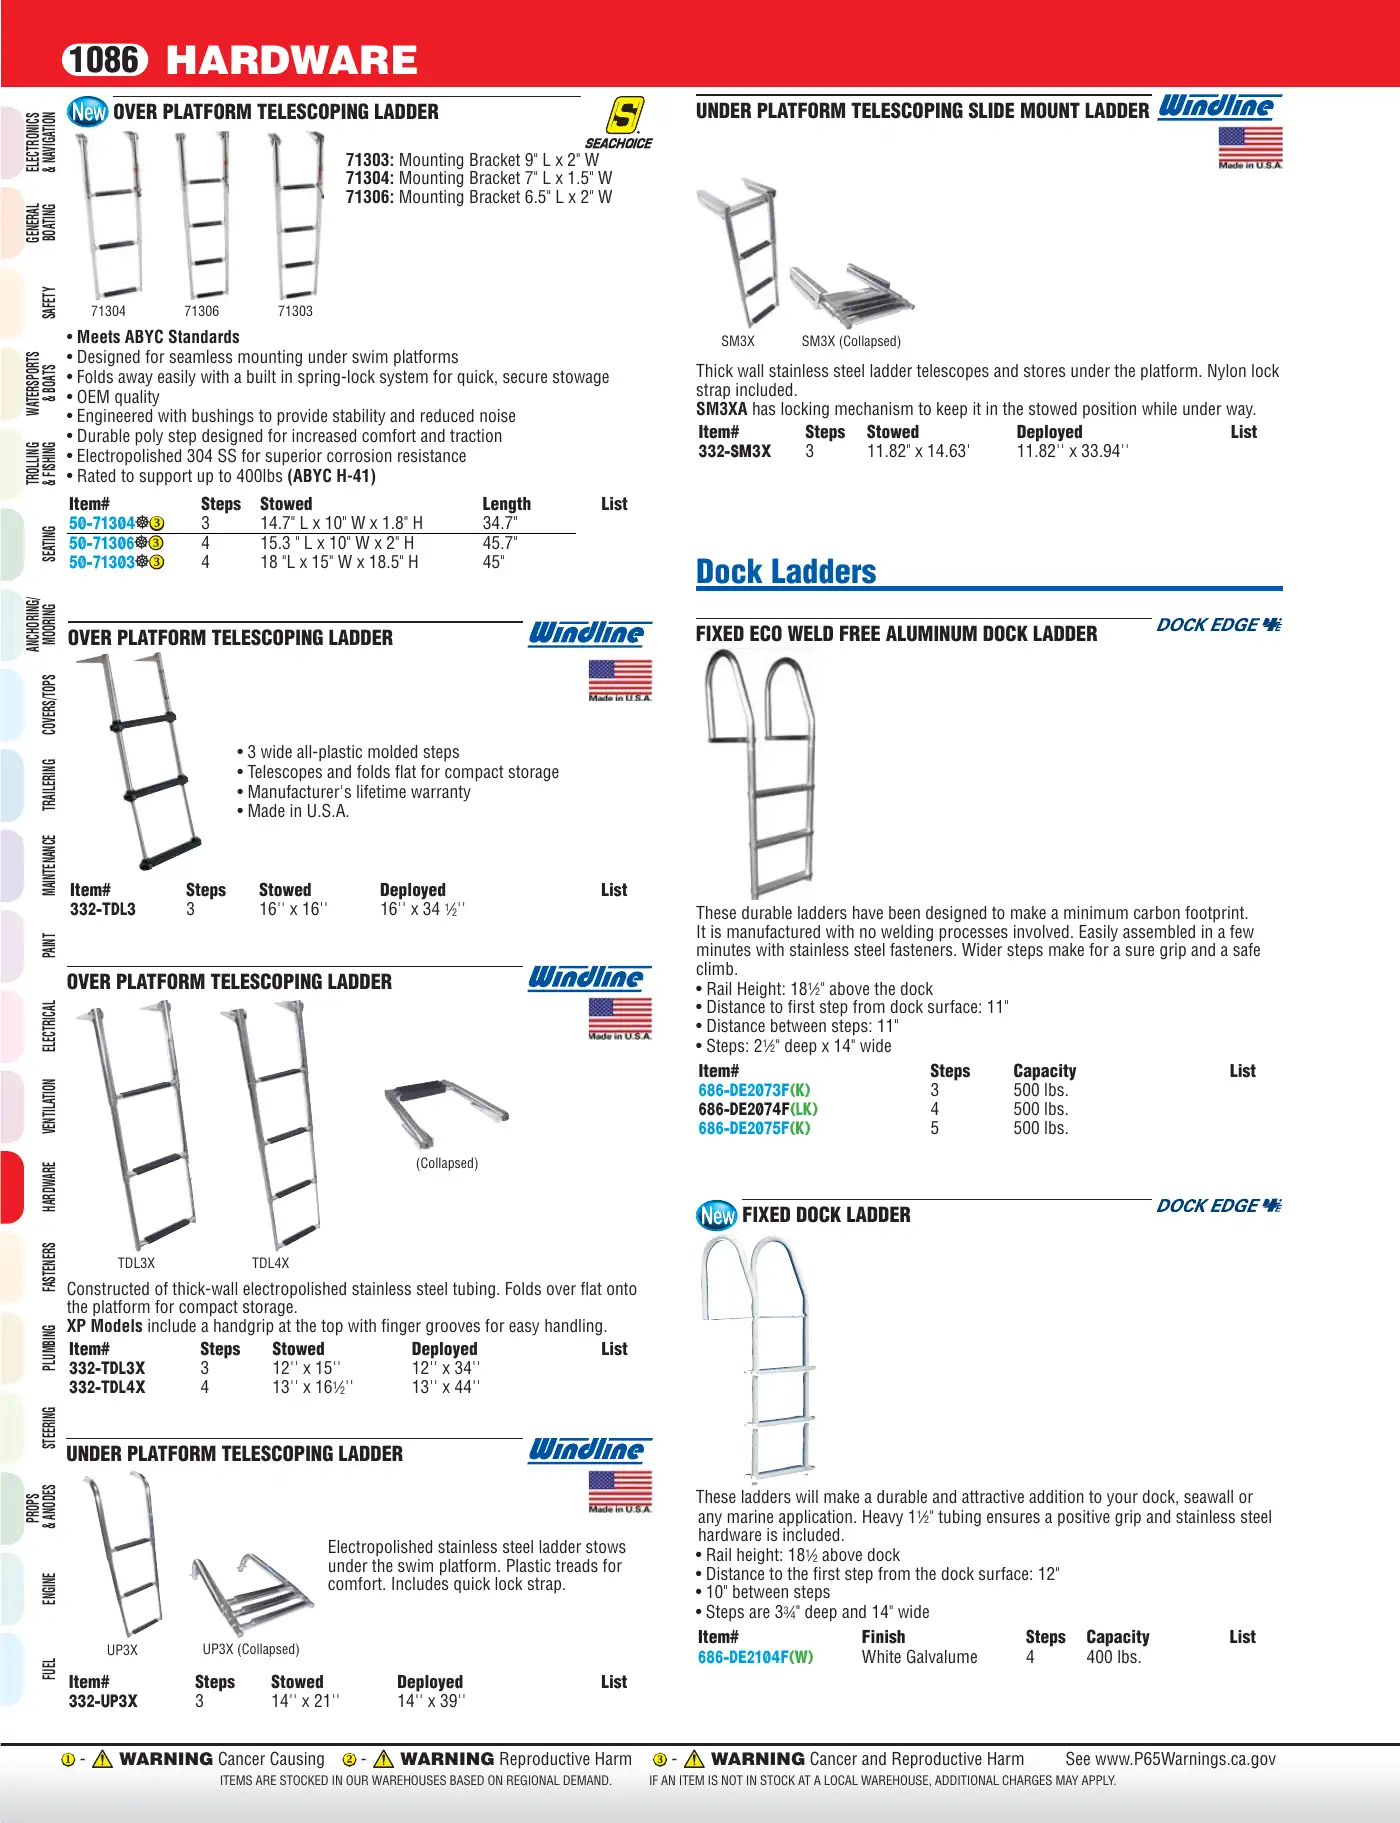 1086 HARDWARE
ELECTRONICS
& NAVIGATION
GENERAL
BOATING
SAFETY
WATERSPORTS
& BOATS
TROLLING
& FISHING
SEATING
ANCHORING/
MOORING
COVERS/TOPS
TRAILERING
MAINTENANCE
PAINT
ELECTRICAL
VENTILATION
HARDWARE
FASTENERS
PLUMBING
STEERING
PROPS
& ANODES
ENGINE
FUEL
New OVER PLATFORM TELESCOPING LADDER
S
SEACHOICE
71303: Mounting Bracket 9" L x 2" W
71304: Mounting Bracket 7" L x 1.5" W
71306: Mounting Bracket 6.5" L x 2" W
71304 71306 71303
• Meets ABYC Standards
• Designed for seamless mounting under swim platforms
• Folds away easily with a built in spring-lock system for quick, secure stowage
• OEM quality
• Engineered with bushings to provide stability and reduced noise
• Durable poly step designed for increased comfort and traction
• Electropolished 304 SS for superior corrosion resistance
• Rated to support up to 400lbs (ABYC H-41)
Item# Steps Stowed Length List
50-71304 3 3 14.7" L x 10" W x 1.8" H 34.7"
50-71306 3 4 15.3 " L x 10" W x 2" H 45.7"
50-71303 3 4 18 "L x 15" W x 18.5" H 45"
OVER PLATFORM TELESCOPING LADDER Windline
Made in U.S.A.
• 3 wide all-plastic molded steps
• Telescopes and folds flat for compact storage
• Manufacturer's lifetime warranty
• Made in U.S.A.
Item# Steps Stowed Deployed List
332-TDL3 3 16'' x 16'' 16'' x 34 ½''
OVER PLATFORM TELESCOPING LADDER Windline
Made in U.S.A.
(Collapsed)
TDL3X TDL4X
Constructed of thick-wall electropolished stainless steel tubing. Folds over flat onto
the platform for compact storage.
XP Models include a handgrip at the top with finger grooves for easy handling.
Item# Steps Stowed Deployed List
332-TDL3X 3 12'' x 15'' 12'' x 34''
332-TDL4X 4 13'' x 16½'' 13'' x 44''
UNDER PLATFORM TELESCOPING LADDER Windline
Made in U.S.A.
Electropolished stainless steel ladder stows
under the swim platform. Plastic treads for
comfort. Includes quick lock strap.
UP3X UP3X (Collapsed)
Item# Steps Stowed Deployed List
332-UP3X 3 14'' x 21'' 14'' x 39''
UNDER PLATFORM TELESCOPING SLIDE MOUNT LADDER Windline
Made in U.S.A.
SM3X SM3X (Collapsed)
Thick wall stainless steel ladder telescopes and stores under the platform. Nylon lock
strap included.
SM3XA has locking mechanism to keep it in the stowed position while under way.
Item# Steps Stowed Deployed List
332-SM3X 3 11.82" x 14.63' 11.82'' x 33.94''
Dock Ladders
FIXED ECO WELD FREE ALUMINUM DOCK LADDER DOCK EDGE
These durable ladders have been designed to make a minimum carbon footprint.
It is manufactured with no welding processes involved. Easily assembled in a few
minutes with stainless steel fasteners. Wider steps make for a sure grip and a safe
climb.
• Rail Height: 18½" above the dock
• Distance to first step from dock surface: 11"
• Distance between steps: 11"
• Steps: 2½" deep x 14" wide
Item# Steps Capacity List
686-DE2073F(K) 3 500 lbs.
686-DE2074F(LK) 4 500 lbs.
686-DE2075F(K) 5 500 lbs.
New FIXED DOCK LADDER DOCK EDGE
These ladders will make a durable and attractive addition to your dock, seawall or
any marine application. Heavy 1½" tubing ensures a positive grip and stainless steel
hardware is included.
• Rail height: 18½ above dock
• Distance to the first step from the dock surface: 12"
• 10" between steps
• Steps are 3¾" deep and 14" wide
Item# Finish Steps Capacity List
686-DE2104F(W) White Galvalume 4 400 lbs.
1 - ⚠ WARNING Cancer Causing 2 - ⚠ WARNING Reproductive Harm 3 - ⚠ WARNING Cancer and Reproductive Harm See www.P65Warnings.ca.gov
ITEMS ARE STOCKED IN OUR WAREHOUSES BASED ON REGIONAL DEMAND. IF AN ITEM IS NOT IN STOCK AT A LOCAL WAREHOUSE, ADDITIONAL CHARGES MAY APPLY.